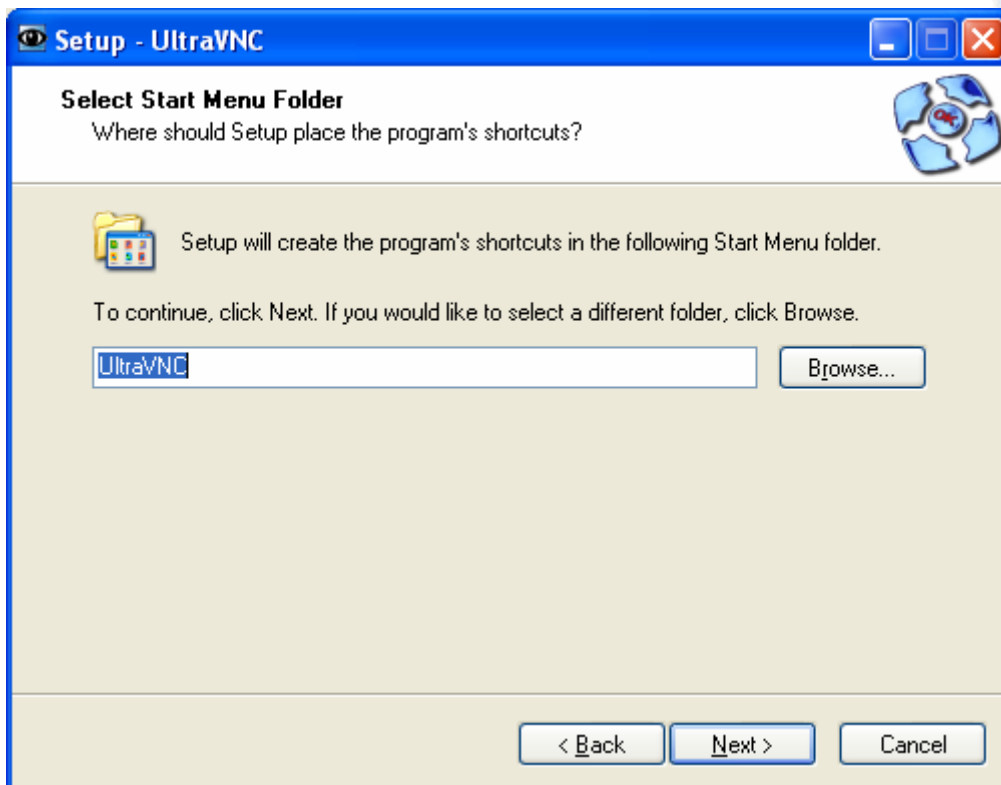 Setup - UltraVNC
Select Start Menu Folder
Where should Setup place the program's shortcuts?
OK
Setup will create the program's shortcuts in the following Start Menu folder.
To continue, click Next. If you would like to select a different folder, click Browse.
UltraVNC
Browse...
< Back
Next >
Cancel